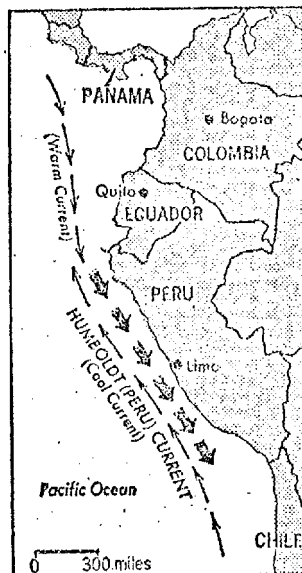 PANAMA
Bogota
COLOMBIA
(Warm Current)
Quito
ECUADOR
PERU
Lima
HUMBOLDT (PERU) CURRENT
(Cool Current)
Pacific Ocean
CHILE
0 300 miles